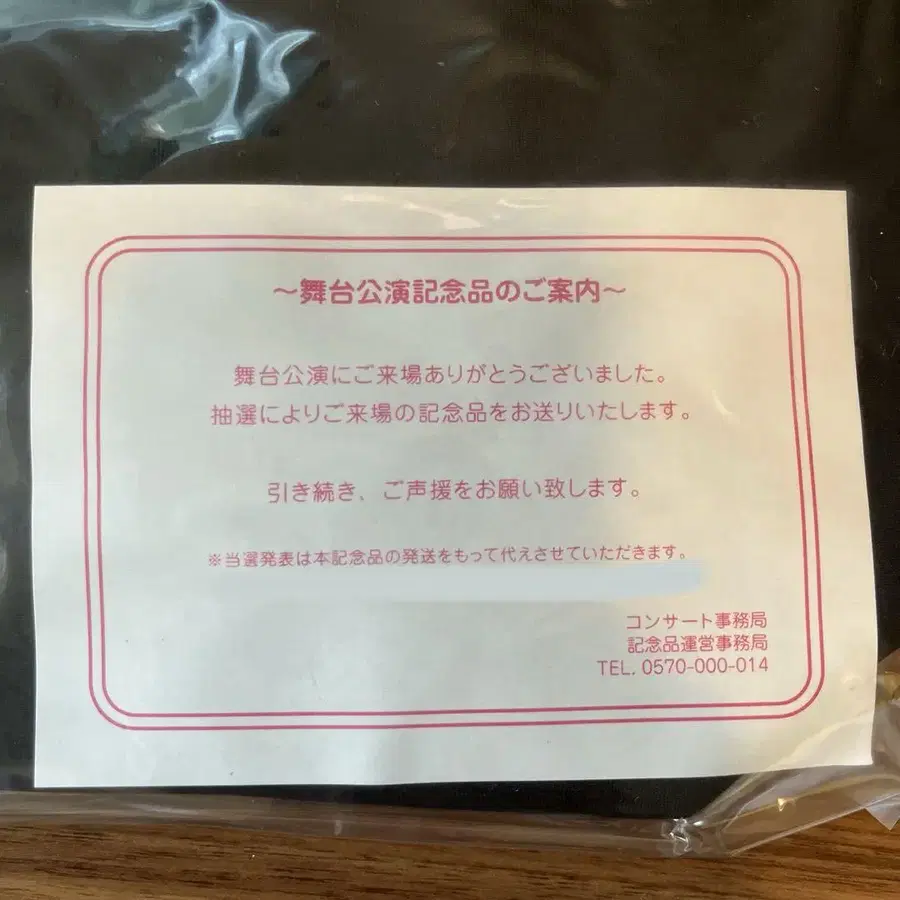 ～舞台公演記念品のご案内～
舞台公演にご来場ありがとうございました。
抽選によりご来場の記念品をお送りいたします。
引き続き、ご声援をお願い致します。
※当選発表は本記念品の発送をもって代えさせていただきます。
コンサート事務局
記念品運営事務局
TEL. 0570-000-014